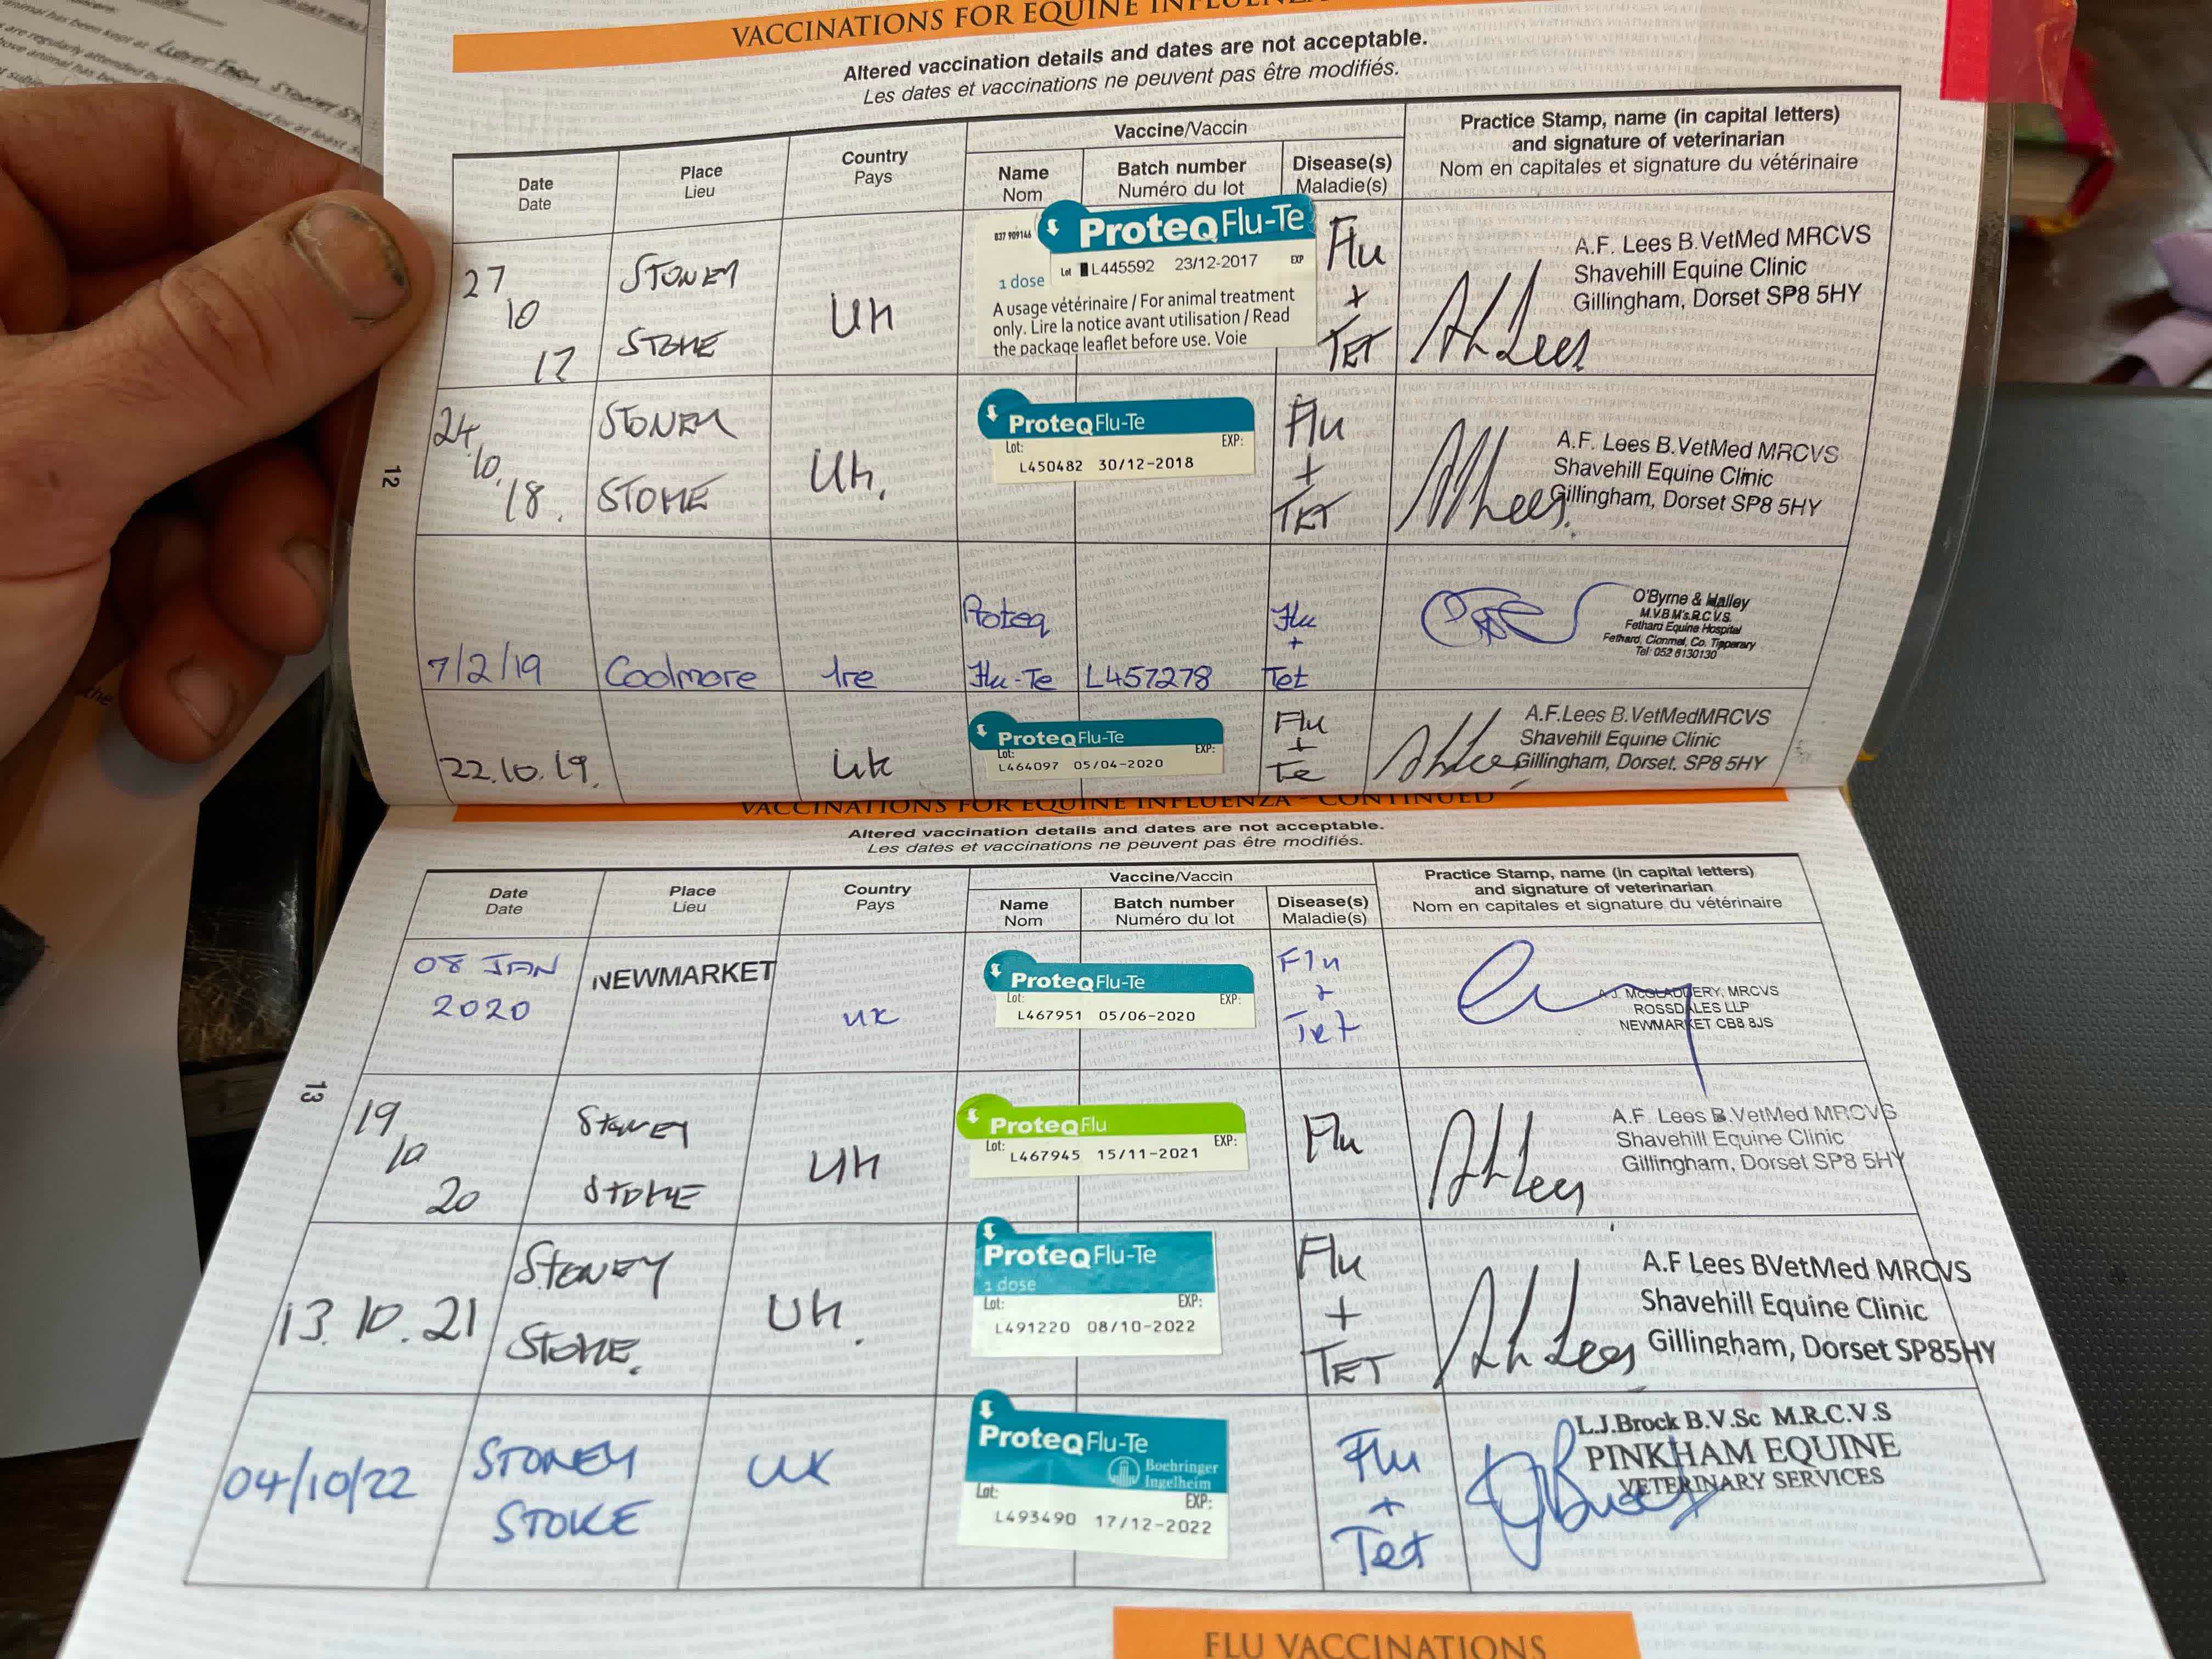 animal has been kept at
are regularly attended by
VACCINATIONS FOR EQUINE INFLUENZA
Altered vaccination details and dates are not acceptable.
Les dates et vaccinations ne peuvent pas être modifiés.
Date
Date
Place
Lieu
Country
Pays
Vaccine/Vaccin
Name
Nom
Batch number
Numéro du lot
Disease(s)
Maladie(s)
Practice Stamp, name (in capital letters)
and signature of veterinarian
Nom en capitales et signature du vétérinaire
27
10
17
STONEY
STOKE
UK
037 909146
ProteqFlu-Te
1 dose
Lot L445592 23/12-2017 EXP
A usage vétérinaire / For animal treatment
only. Lire la notice avant utilisation / Read
the package leaflet before use. Voie
Flu
+
TET
A.F. Lees B.VetMed MRCVS
Shavehill Equine Clinic
Gillingham, Dorset SP8 5HY
24.
10.
18.
STONEY
STOKE
UK.
ProteqFlu-Te
Lot: EXP:
L450482 30/12-2018
Flu
+
TET
A.F. Lees B.VetMed MRCVS
Shavehill Equine Clinic
Gillingham, Dorset SP8 5HY
7/2/19
Coolmore
Ire
Proteq
Flu-Te
L457278
Flu
+
Tet
O'Byrne & Halley
M.V.B M's.R.C.V.S.
Fethard Equine Hospital
Fethard, Clonmel, Co. Tipperary
Tel: 052 6130130
22.10.19.
UK
ProteqFlu-Te
Lot: EXP:
L464097 05/04-2020
Flu
+
Te
A.F.Lees B.VetMedMRCVS
Shavehill Equine Clinic
Gillingham, Dorset. SP8 5HY
12
VACCINATIONS FOR EQUINE INFLUENZA - CONTINUED
Altered vaccination details and dates are not acceptable.
Les dates et vaccinations ne peuvent pas être modifiés.
Date
Date
Place
Lieu
Country
Pays
Vaccine/Vaccin
Name
Nom
Batch number
Numéro du lot
Disease(s)
Maladie(s)
Practice Stamp, name (in capital letters)
and signature of veterinarian
Nom en capitales et signature du vétérinaire
08 JAN
2020
NEWMARKET
UK
ProteqFlu-Te
Lot: EXP:
L467951 05/06-2020
Flu
+
Tet
A.J. McGLADDERY, MRCVS
ROSSDALES LLP
NEWMARKET CB8 8JS
19
10
20
STONEY
STOKE
UK
ProteqFlu
Lot: EXP:
L467945 15/11-2021
Flu
A.F. Lees B.VetMed MRCVS
Shavehill Equine Clinic
Gillingham, Dorset SP8 5HY
13.10.21
STONEY
STOKE.
UK.
ProteqFlu-Te
1 dose
Lot: EXP:
L491220 08/10-2022
Flu
+
TET
A.F Lees BVetMed MRCVS
Shavehill Equine Clinic
Gillingham, Dorset SP85HY
04/10/22
STONEY
STOKE
UK
ProteqFlu-Te
Boehringer
Ingelheim
Lot: EXP:
L493490 17/12-2022
Flu
+
Tet
L.J.Brock B.V.Sc M.R.C.V.S
PINKHAM EQUINE
VETERINARY SERVICES
13
FLU VACCINATIONS